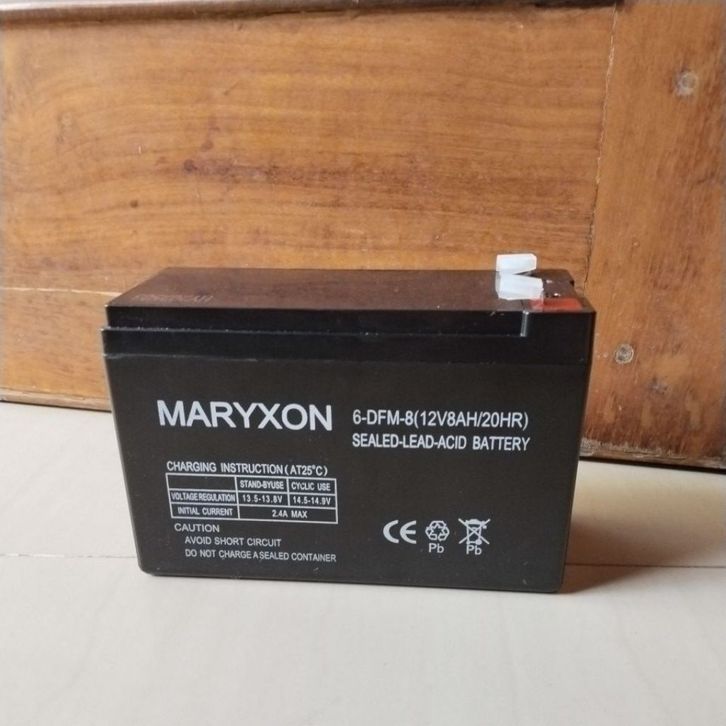 MARYXON
6-DFM-8(12V8AH/20HR)
SEALED-LEAD-ACID BATTERY
CHARGING INSTRUCTION(AT25°C)
STAND-BYUSE CYCLIC USE
VOLTAGE REGULATION 13.5-13.8V 14.5-14.9V
INITIAL CURRENT 2.4A MAX
CAUTION
AVOID SHORT CIRCUIT
DO NOT CHARGE A SEALED CONTAINER
CE
Pb Pb